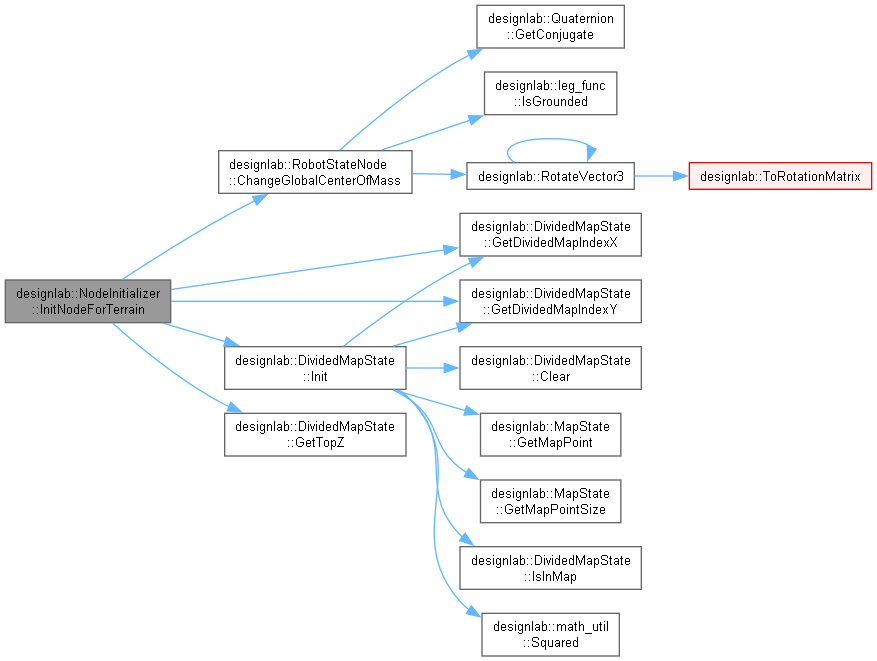 designlab::Quaternion
::GetConjugate
designlab::leg_func
::IsGrounded
designlab::RobotStateNode
::ChangeGlobalCenterOfMass
designlab::RotateVector3
designlab::ToRotationMatrix
designlab::DividedMapState
::GetDividedMapIndexX
designlab::NodeInitializer
::InitNodeForTerrain
designlab::DividedMapState
::GetDividedMapIndexY
designlab::DividedMapState
::Init
designlab::DividedMapState
::Clear
designlab::DividedMapState
::GetTopZ
designlab::MapState
::GetMapPoint
designlab::MapState
::GetMapPointSize
designlab::DividedMapState
::IsInMap
designlab::math_util
::Squared